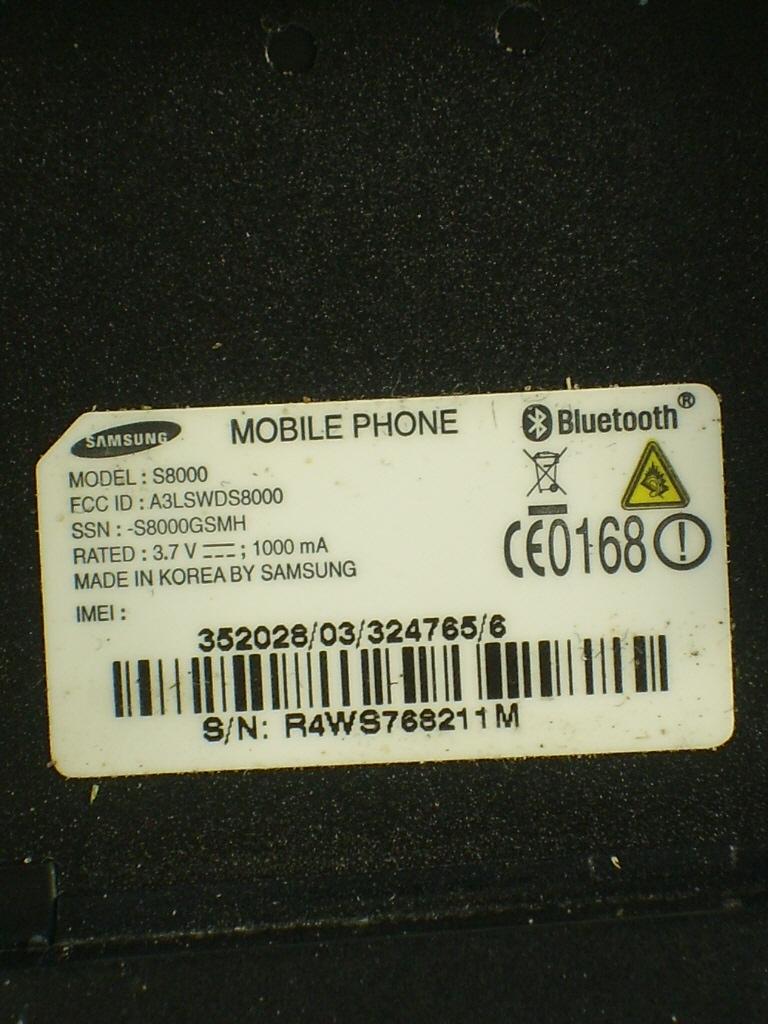 SAMSUNG
MOBILE PHONE
Bluetooth®
MODEL : S8000
FCC ID : A3LSWDS8000
SSN : -S8000GSMH
RATED : 3.7 V ⎓ ; 1000 mA
MADE IN KOREA BY SAMSUNG
CE0168
IMEI :
352028/03/324765/6
S/N: R4WS768211M